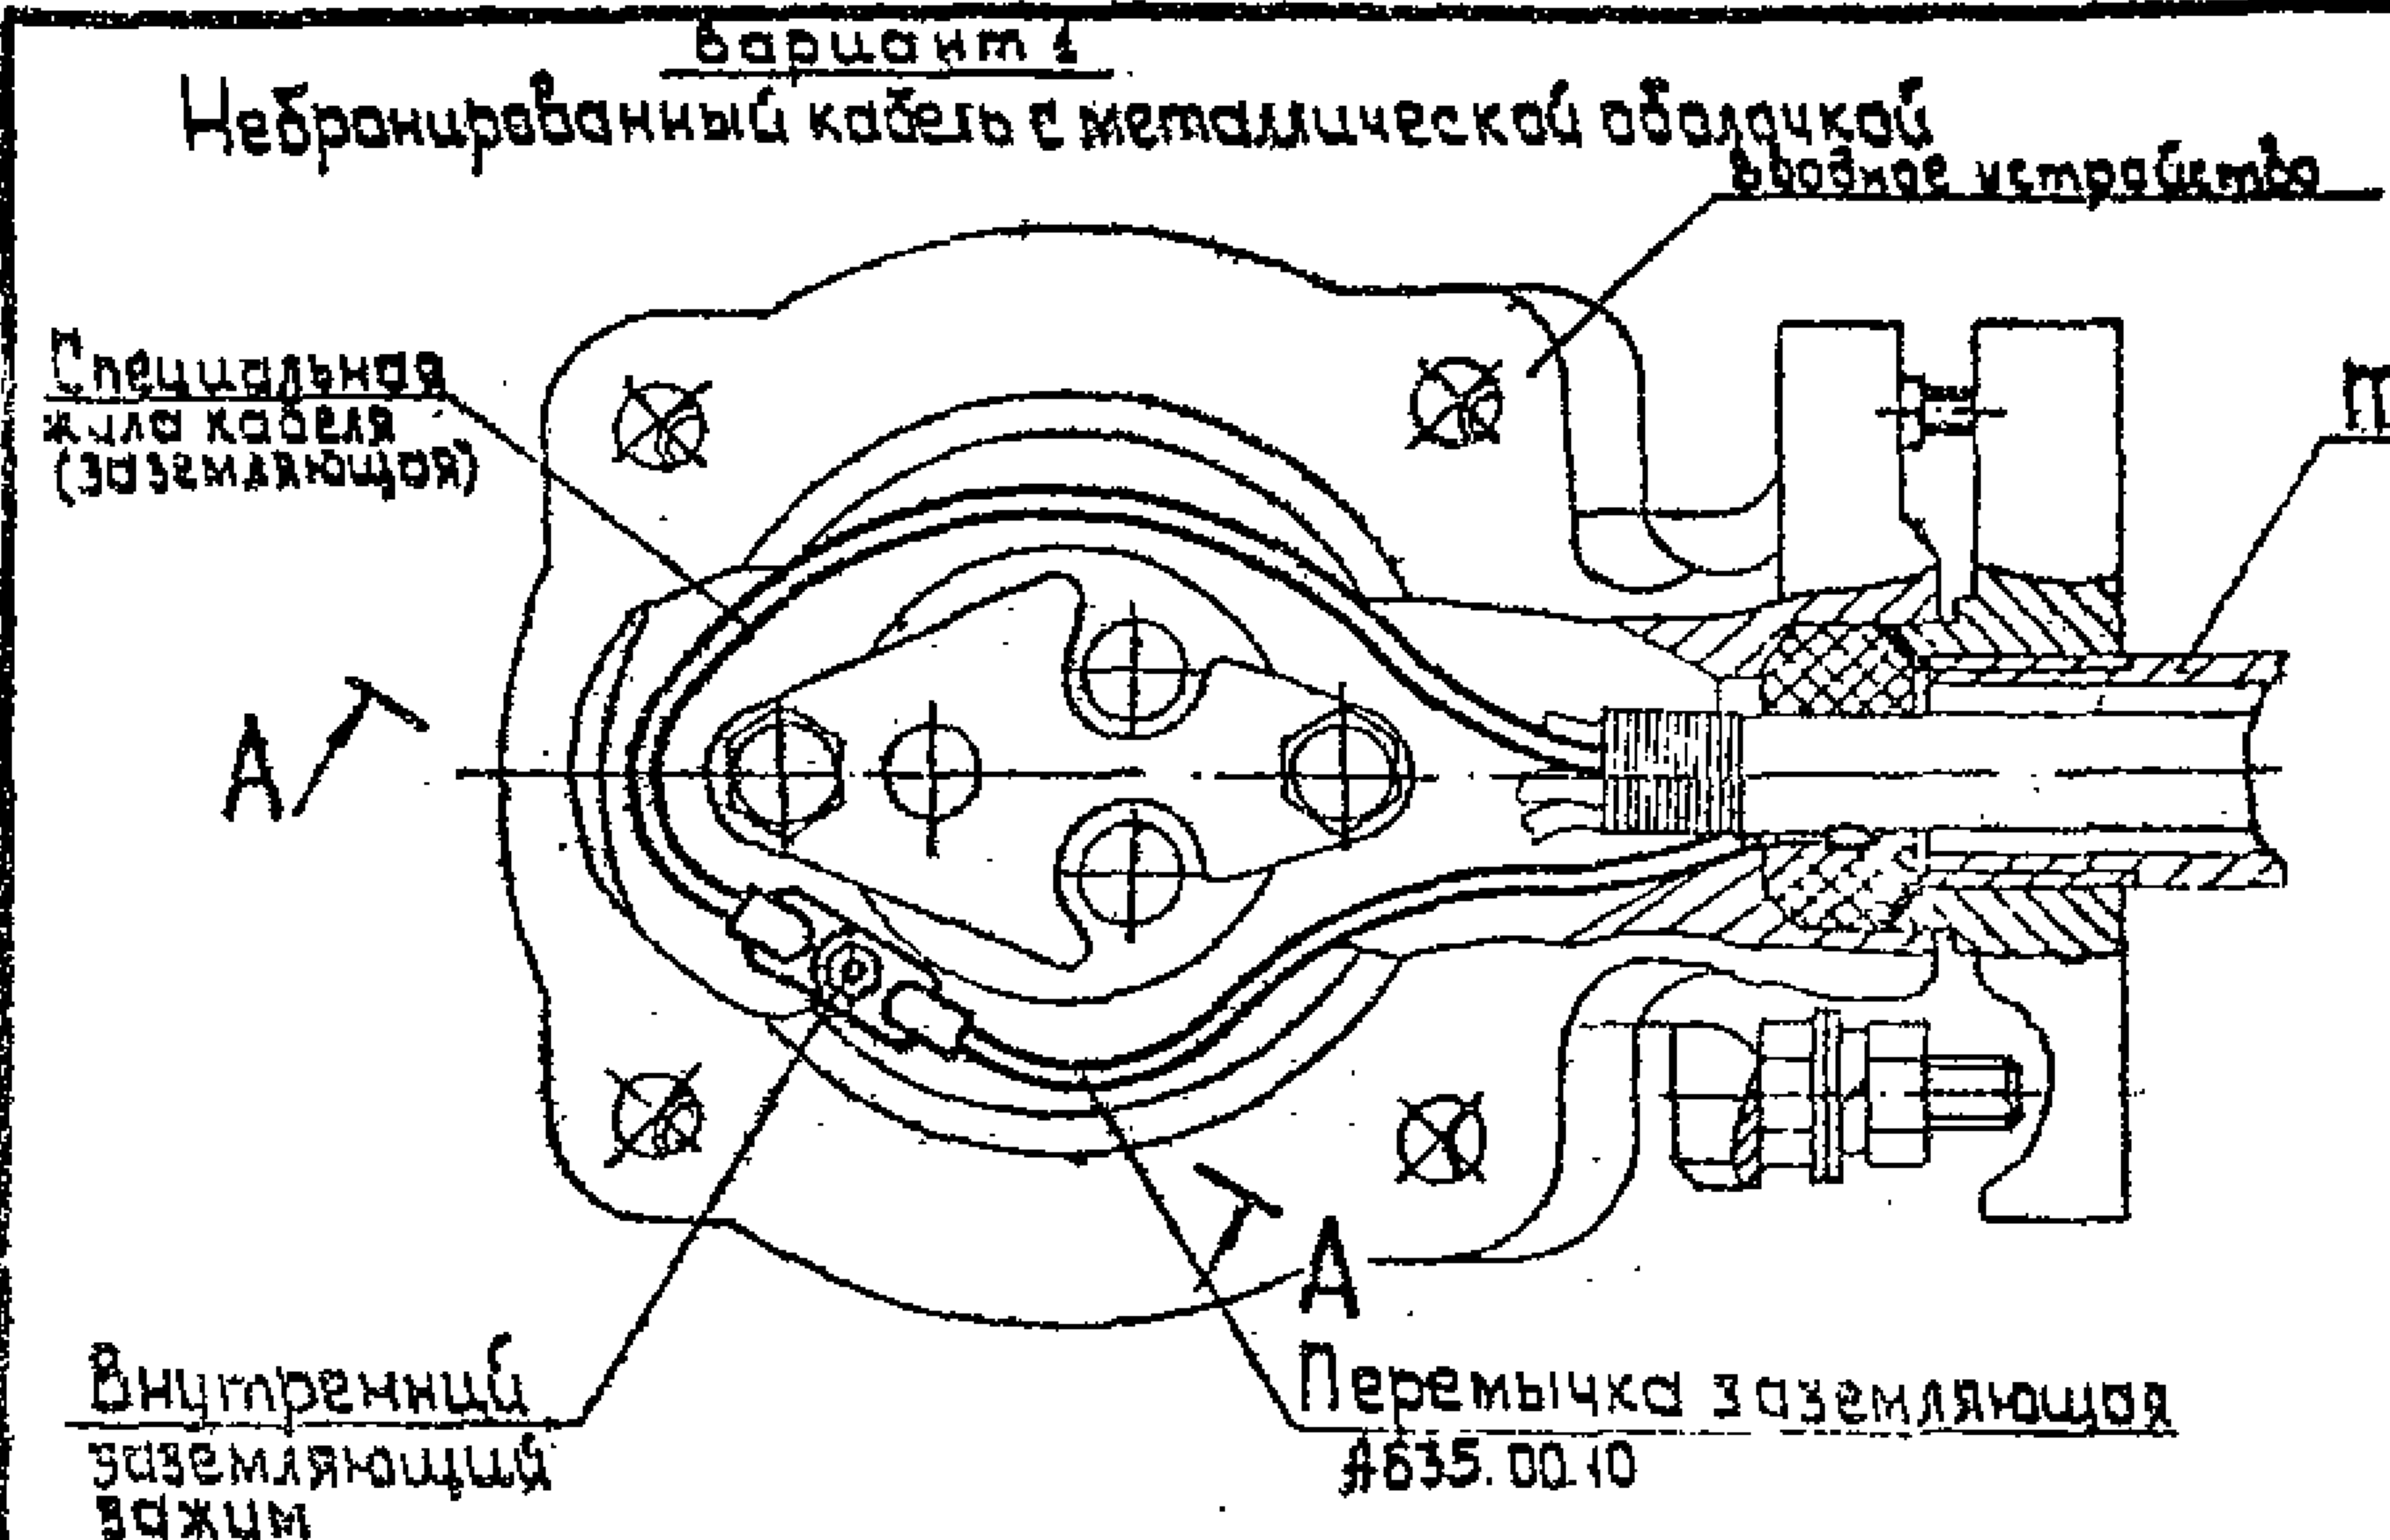 Вариант 1
Небронированный кабель с металлической оболочкой
Вводное устройство
Специальная
жила кабеля
(заземляющая)
А
А
Внутренний
заземляющий
зажим
Перемычка заземляющая
А635.00.10